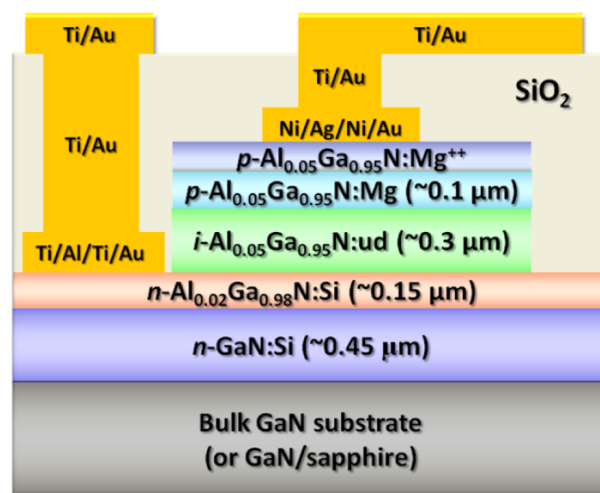 Ti/Au
Ti/Au
Ti/Au
SiO₂
Ti/Au
Ni/Ag/Ni/Au
p-Al₀.₀₅Ga₀.₉₅N:Mg⁺⁺
p-Al₀.₀₅Ga₀.₉₅N:Mg (~0.1 μm)
Ti/Al/Ti/Au
i-Al₀.₀₅Ga₀.₉₅N:ud (~0.3 μm)
n-Al₀.₀₂Ga₀.₉₈N:Si (~0.15 μm)
n-GaN:Si (~0.45 μm)
Bulk GaN substrate
(or GaN/sapphire)